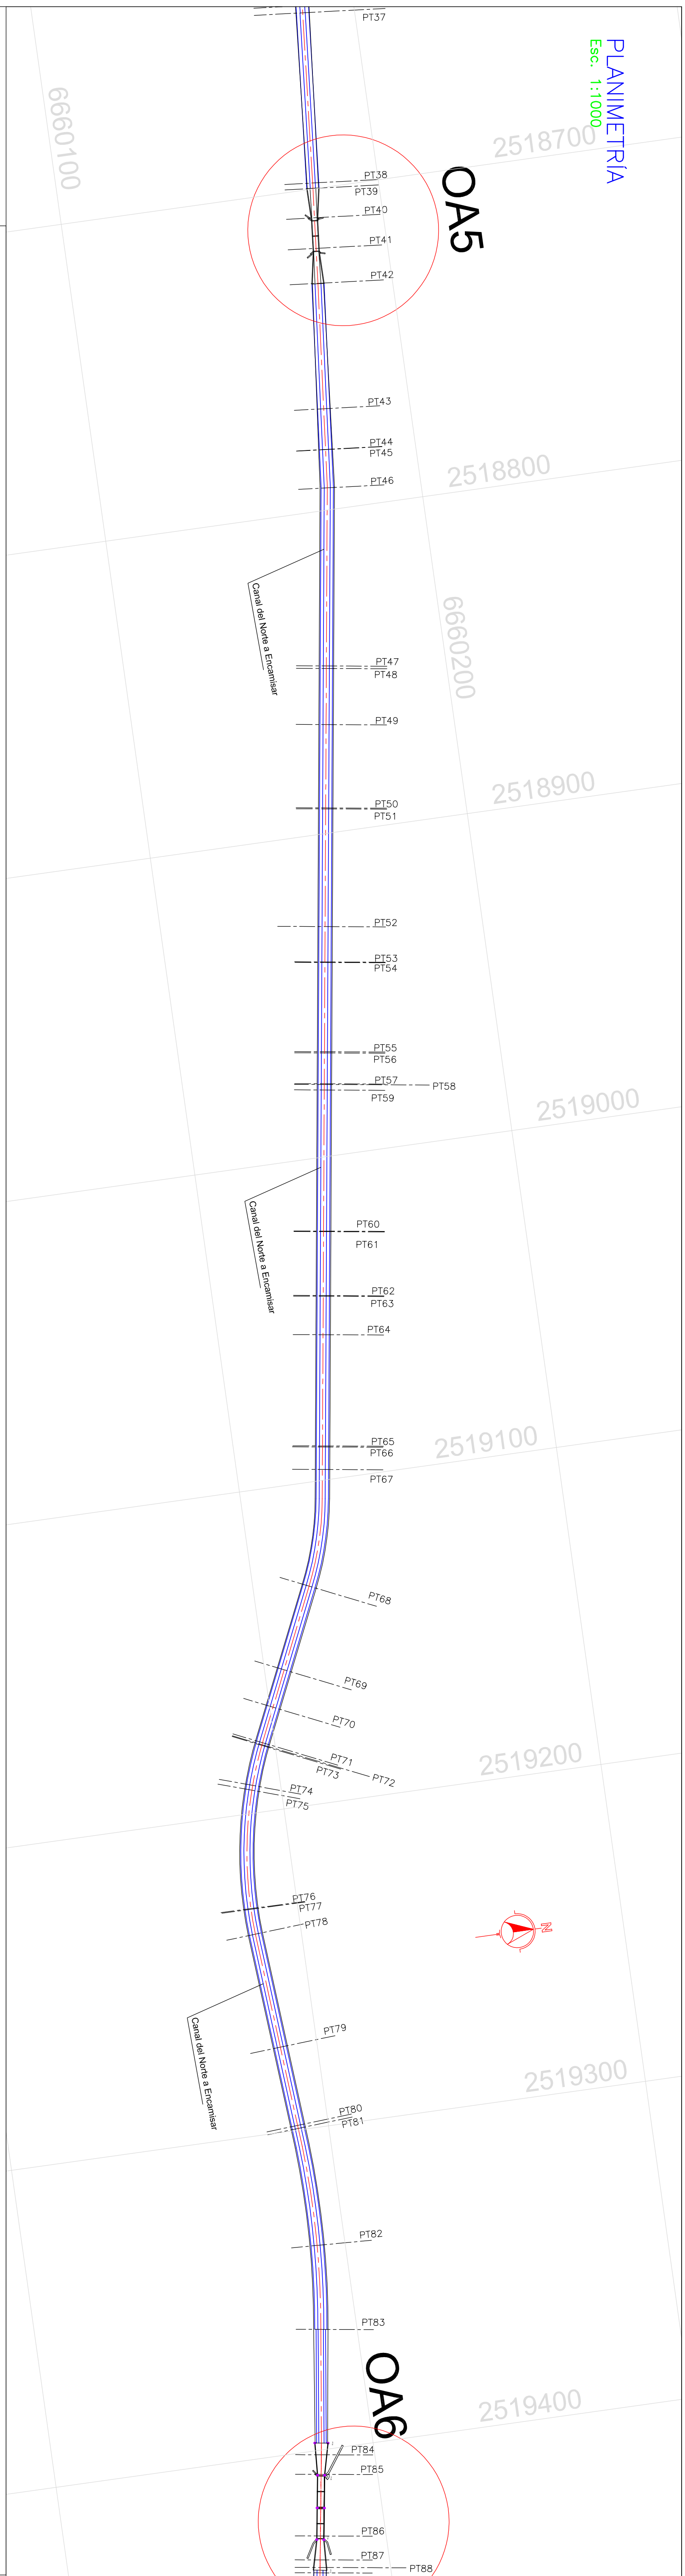 PLANIMETRÍA
Esc. 1:1000
PT37
6660100
2518700
OA5
PT38
PT39
PT40
PT41
PT42
PT43
PT44
PT45
2518800
PT46
Canal del Norte a Encamisar
6660200
PT47
PT48
PT49
2518900
PT50
PT51
PT52
PT53
PT54
PT55
PT56
PT57
PT58
PT59
2519000
Canal del Norte a Encamisar
PT60
PT61
PT62
PT63
PT64
2519100
PT65
PT66
PT67
PT68
PT69
PT70
PT71
PT72
PT73
2519200
PT74
PT75
PT76
PT77
PT78
N
Canal del Norte a Encamisar
PT79
2519300
PT80
PT81
PT82
PT83
OA6
2519400
PT84
PT85
PT86
PT87
PT88